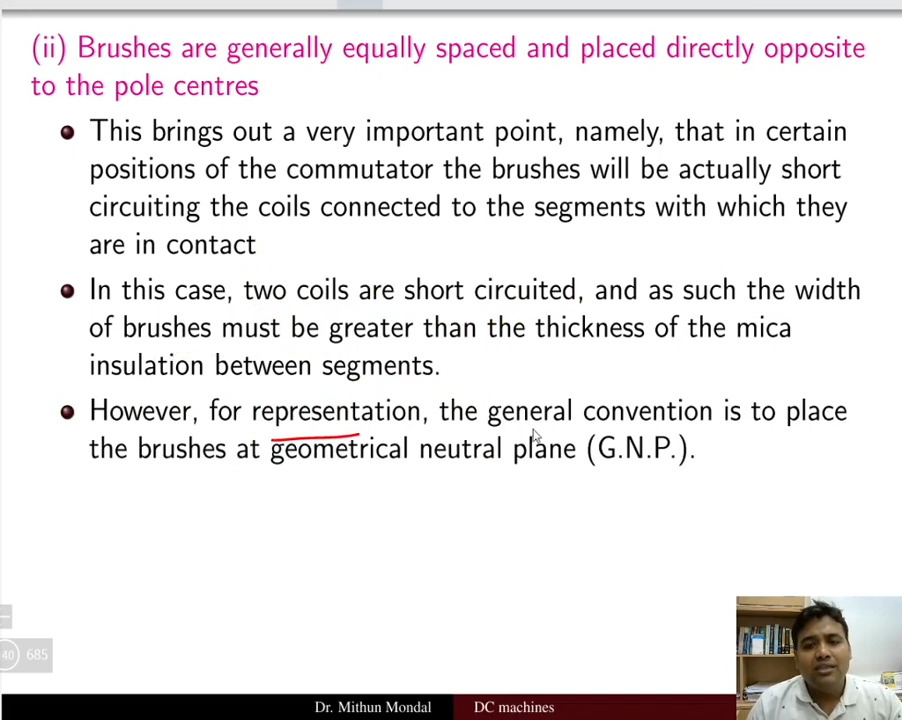 (ii) Brushes are generally equally spaced and placed directly opposite
to the pole centres
This brings out a very important point, namely, that in certain
positions of the commutator the brushes will be actually short
circuiting the coils connected to the segments with which they
are in contact
In this case, two coils are short circuited, and as such the width
of brushes must be greater than the thickness of the mica
insulation between segments.
However, for representation, the general convention is to place
the brushes at geometrical neutral plane (G.N.P.).
40 685
Dr. Mithun Mondal DC machines